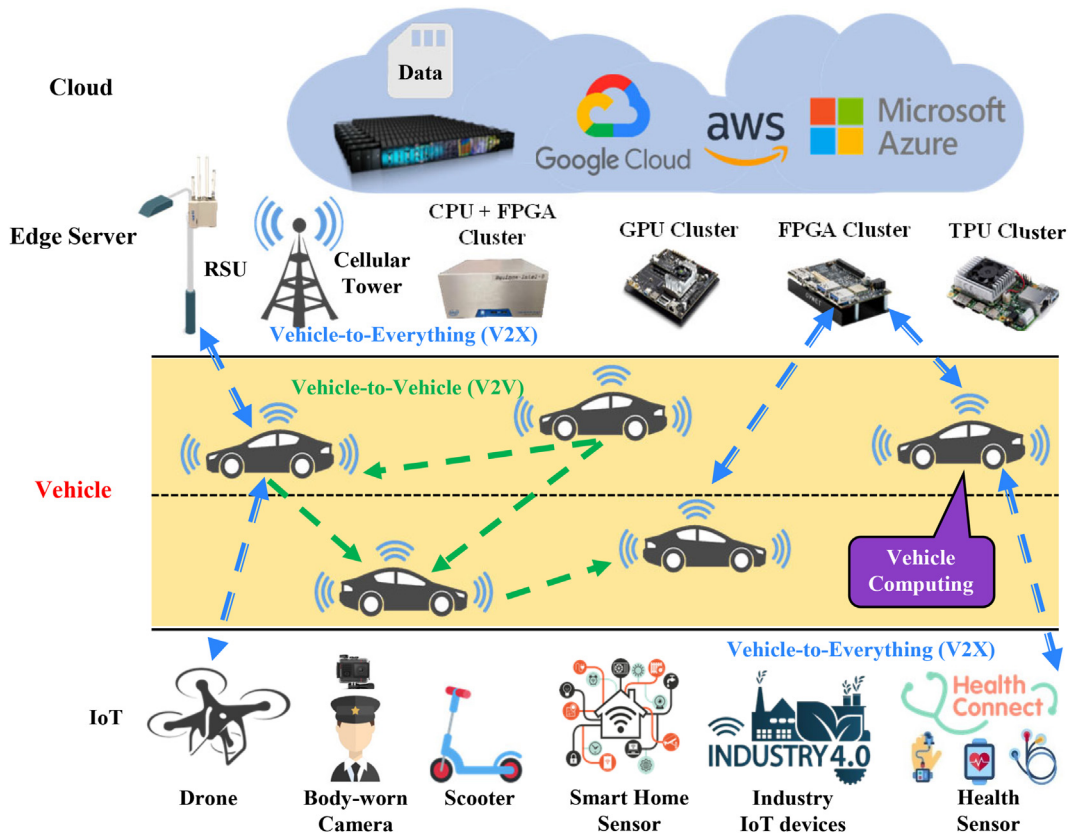 Cloud
Data
Google Cloud
aws
Microsoft
Azure
Edge Server
RSU
Cellular
Tower
CPU + FPGA
Cluster
GPU Cluster
FPGA Cluster
TPU Cluster
Vehicle-to-Everything (V2X)
Vehicle-to-Vehicle (V2V)
Vehicle
Vehicle
Computing
Vehicle-to-Everything (V2X)
IoT
Health
Connect
INDUSTRY 4.0
Drone
Body-worn
Camera
Scooter
Smart Home
Sensor
Industry
IoT devices
Health
Sensor